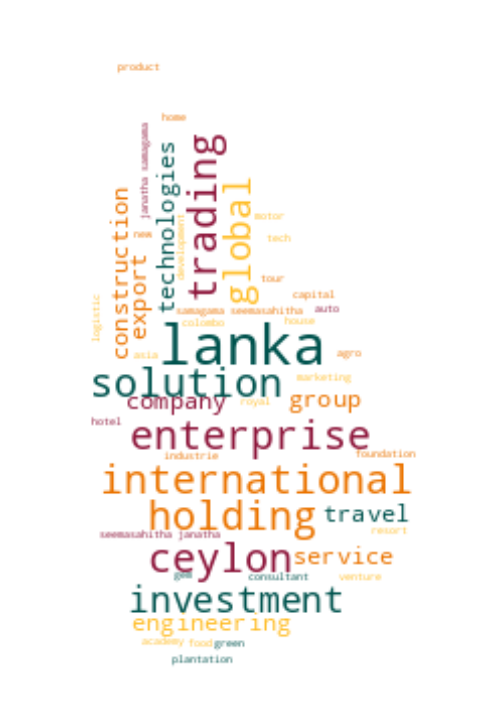 product
home
janatha samagama
technologies
trading
construction
new
development
global
motor
export
tech
tour
capital
logistic
samagama seemasahitha
auto
colombo
house
lanka
asia
agro
solution
marketing
company
royal
group
hotel
enterprise
industrie
foundation
international
holding
travel
resort
seemasahitha janatha
ceylon
service
gem
consultant
venture
investment
engineering
academy
food
green
plantation